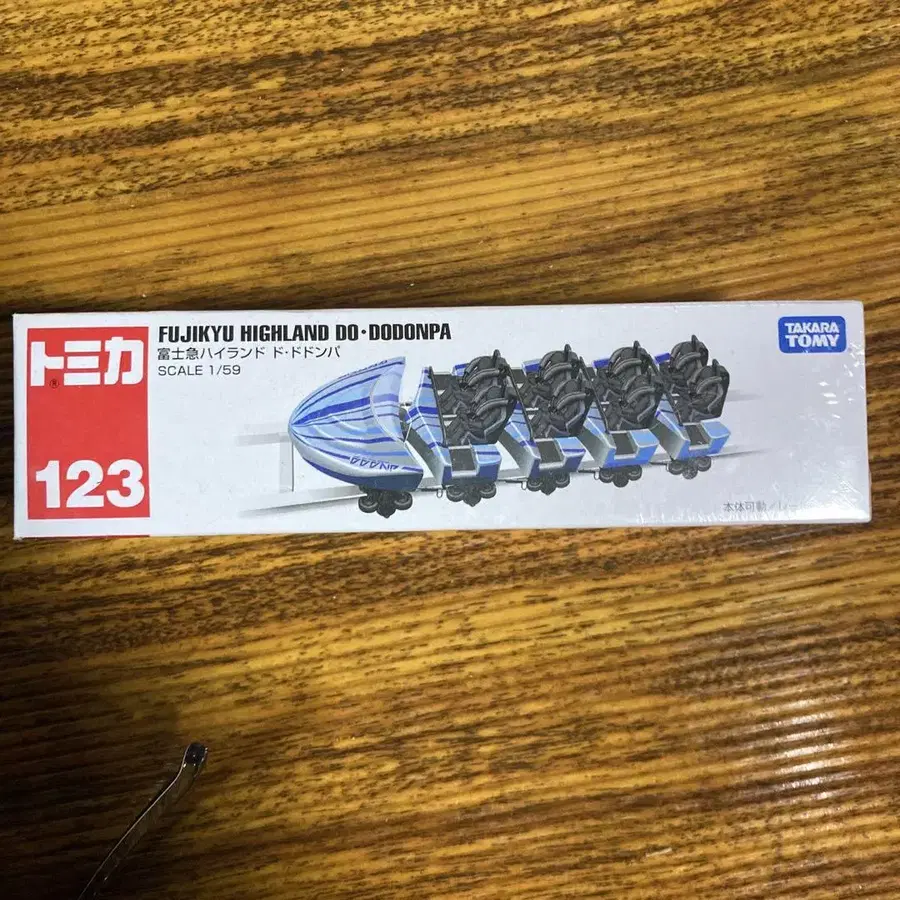 トミカ
®
123
FUJIKYU HIGHLAND DO・DODONPA
富士急ハイランド ド・ドドンパ
SCALE 1/59
TAKARA
TOMY
本体可動